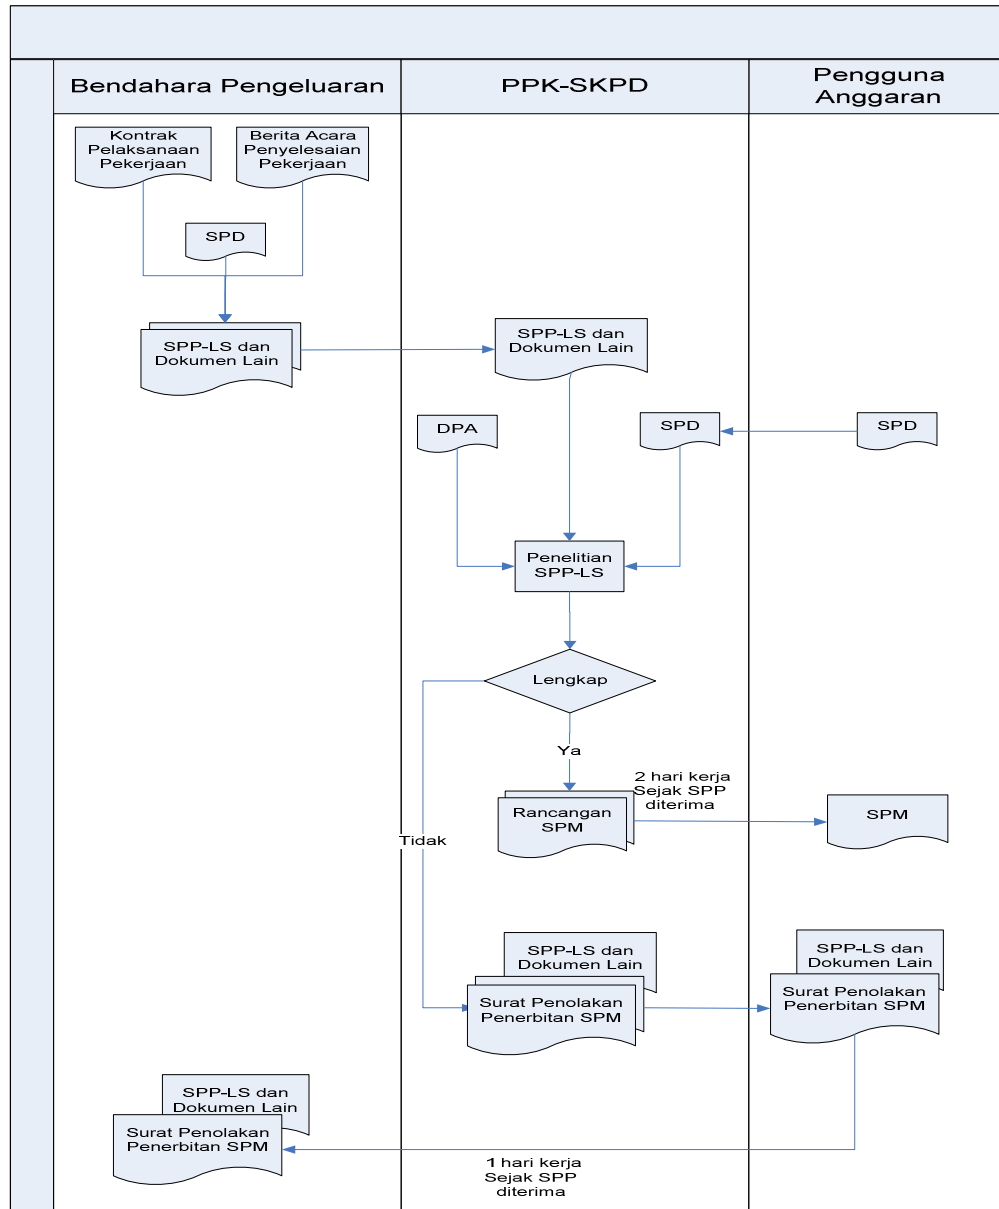 Bendahara Pengeluaran
PPK-SKPD
Pengguna
Anggaran
Kontrak
Pelaksanaan
Pekerjaan
Berita Acara
Penyelesaian
Pekerjaan
SPD
SPP-LS dan
Dokumen Lain
SPP-LS dan
Dokumen Lain
DPA
SPD
SPD
Penelitian
SPP-LS
Lengkap
Ya
2 hari kerja
Sejak SPP
diterima
Rancangan
SPM
SPM
Tidak
SPP-LS dan
Dokumen Lain
Surat Penolakan
Penerbitan SPM
SPP-LS dan
Dokumen Lain
Surat Penolakan
Penerbitan SPM
SPP-LS dan
Dokumen Lain
Surat Penolakan
Penerbitan SPM
1 hari kerja
Sejak SPP
diterima